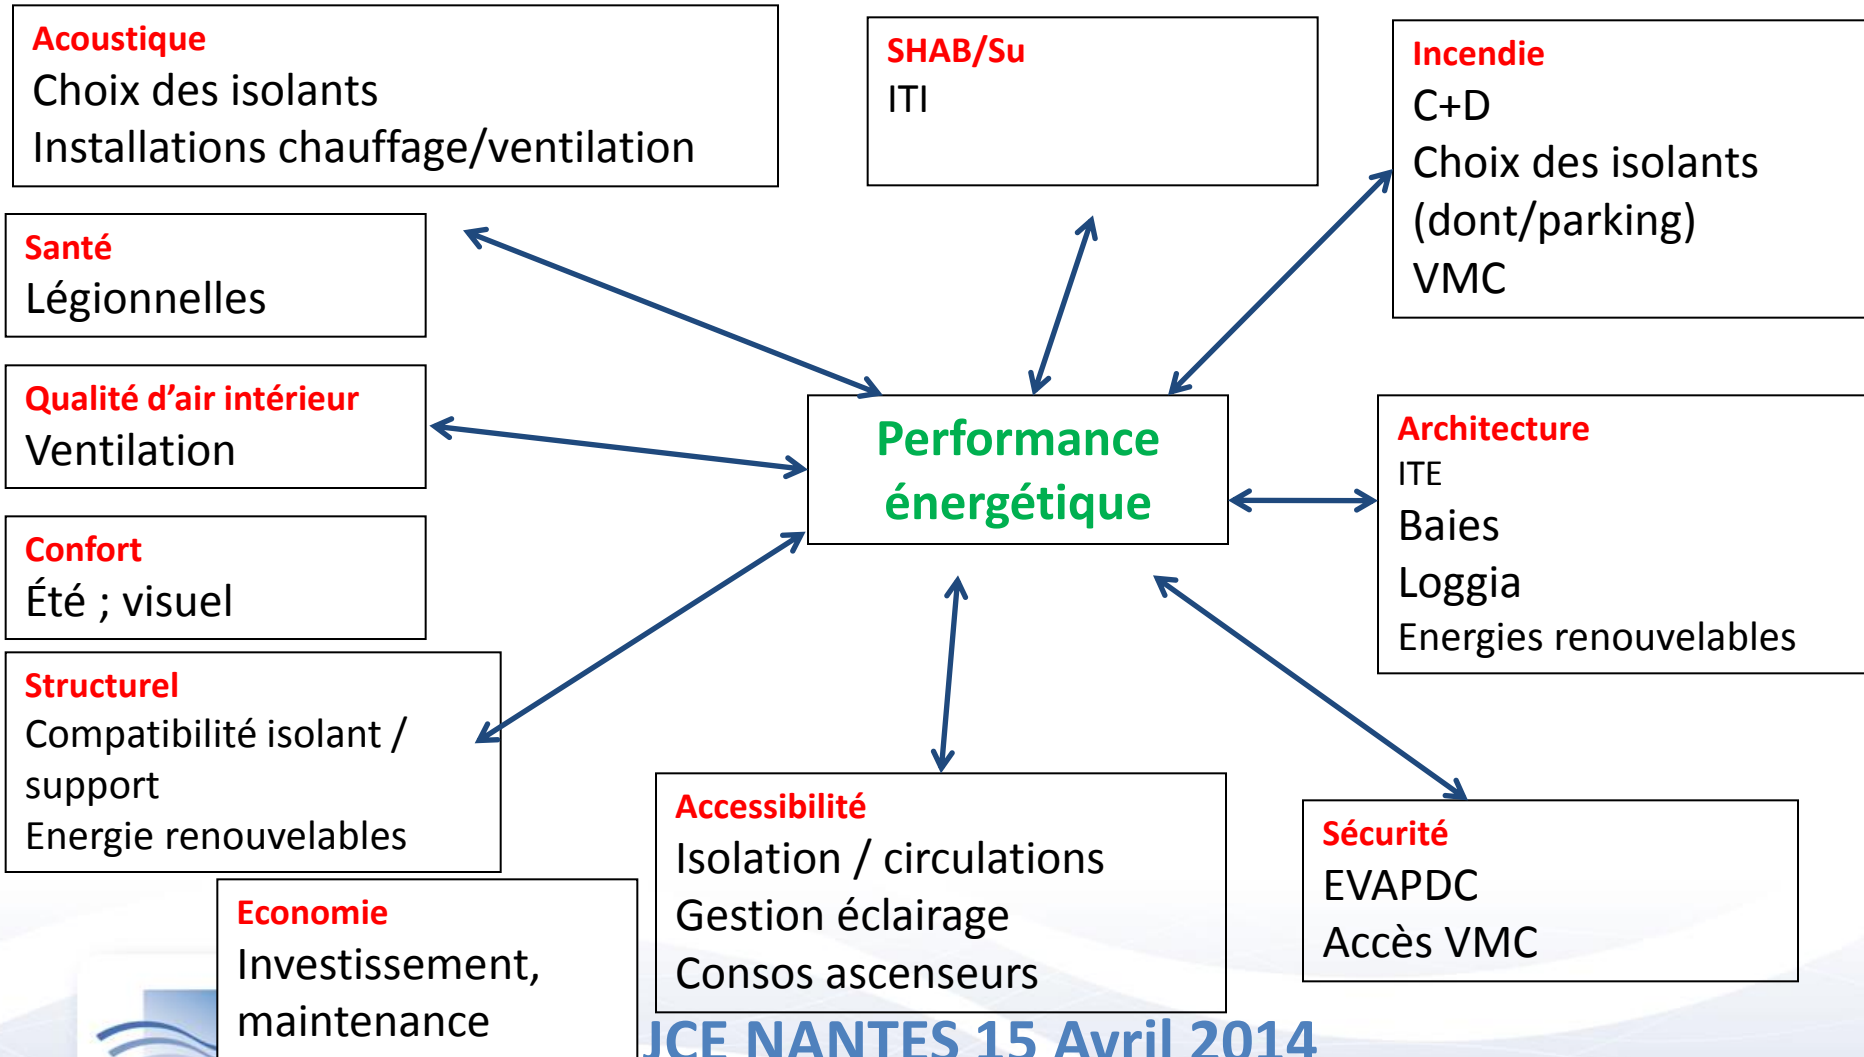 Acoustique
Choix des isolants
Installations chauffage/ventilation
SHAB/Su
ITI
Incendie
C+D
Choix des isolants
(dont/parking)
VMC
Santé
Légionnelles
Qualité d’air intérieur
Ventilation
Performance
énergétique
Architecture
ITE
Baies
Loggia
Energies renouvelables
Confort
Été ; visuel
Structurel
Compatibilité isolant /
support
Energie renouvelables
Accessibilité
Isolation / circulations
Gestion éclairage
Consos ascenseurs
Sécurité
EVAPDC
Accès VMC
Economie
Investissement,
maintenance
JCE NANTES 15 Avril 2014